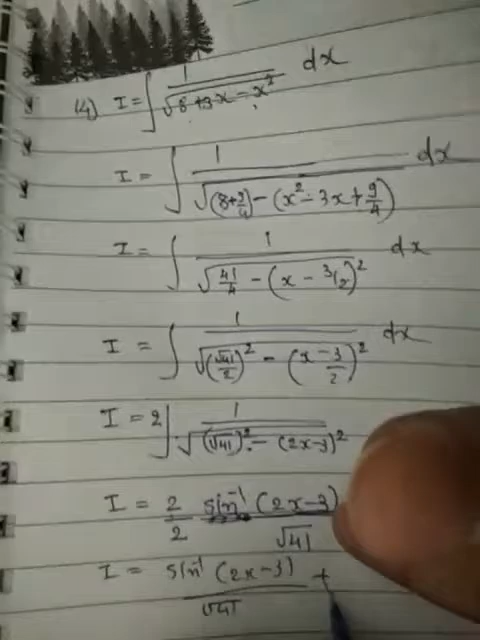 14) I = ∫ 1/√(8+3x-x²) dx
I = ∫ 1/√((8+9/4)-(x²-3x+9/4)) dx
I = ∫ 1/√(41/4-(x-3/2)²) dx
I = ∫ 1/√((√41/2)²-(x-3/2)²) dx
I = 2∫ 1/√((√41)²-(2x-3)²)
I = 2/2 sin⁻¹(2x-3)/√41
I = sin⁻¹(2x-3)/√41 +